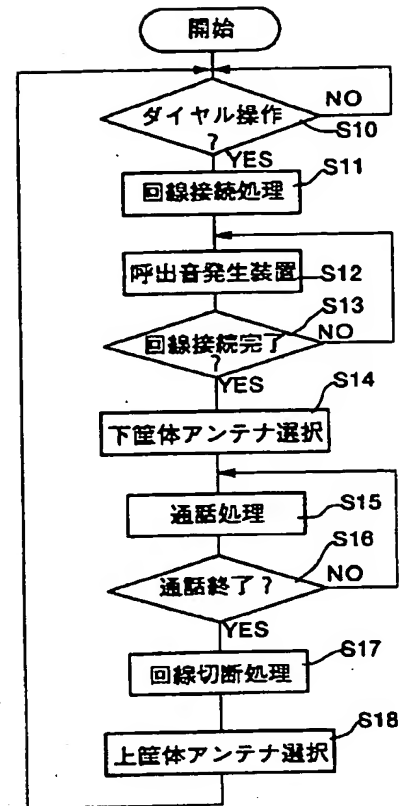 開始
ダイヤル操作
?
NO
S10
YES
S11
回線接続処理
呼出音発生装置
S12
S13
回線接続完了
?
NO
YES
S14
下筐体アンテナ選択
通話処理
S15
S16
通話終了?
NO
YES
S17
回線切断処理
S18
上筐体アンテナ選択